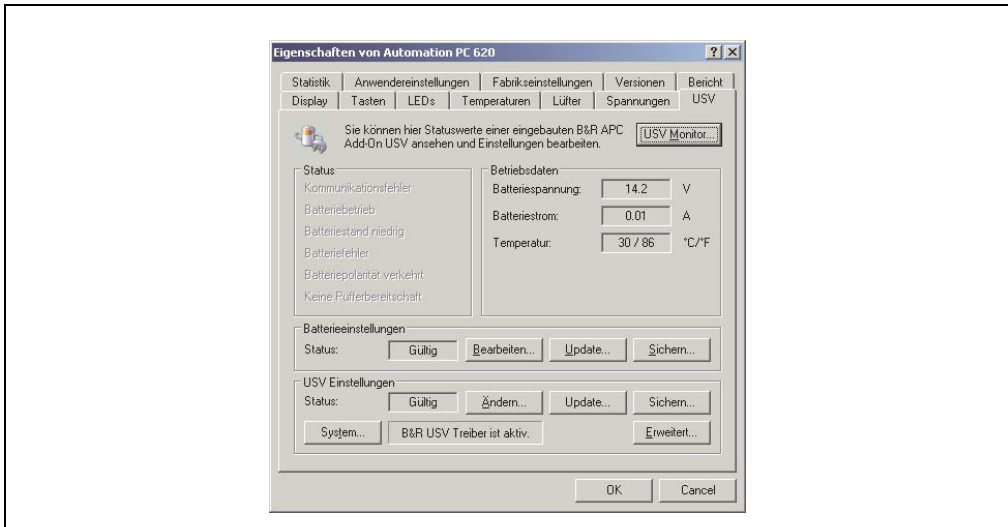 Eigenschaften von Automation PC 620
Statistik Anwendereinstellungen Fabrikseinstellungen Versionen Bericht
Display Tasten LEDs Temperaturen Lüfter Spannungen USV
Sie können hier Statuswerte einer eingebauten B&R APC
Add-On USV ansehen und Einstellungen bearbeiten.
USV Monitor...
Status
Kommunikationsfehler
Batteriebetrieb
Batteriestand niedrig
Batteriefehler
Batteriepolarität verkehrt
Keine Pufferbereitschaft
Betriebsdaten
Batteriespannung: 14.2 V
Batteriestrom: 0.01 A
Temperatur: 30 / 86 °C/°F
Batterieeinstellungen
Status: Gültig Bearbeiten... Update... Sichern...
USV Einstellungen
Status: Gültig Ändern... Update... Sichern...
System... B&R USV Treiber ist aktiv. Erweitert...
OK Cancel